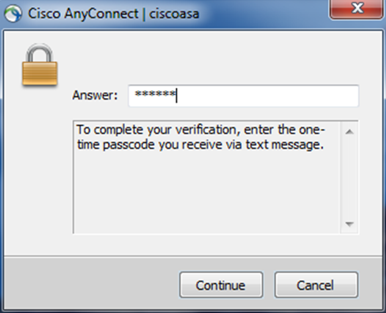 Cisco AnyConnect | ciscoasa
Answer: ******
To complete your verification, enter the one-
time passcode you receive via text message.
Continue Cancel